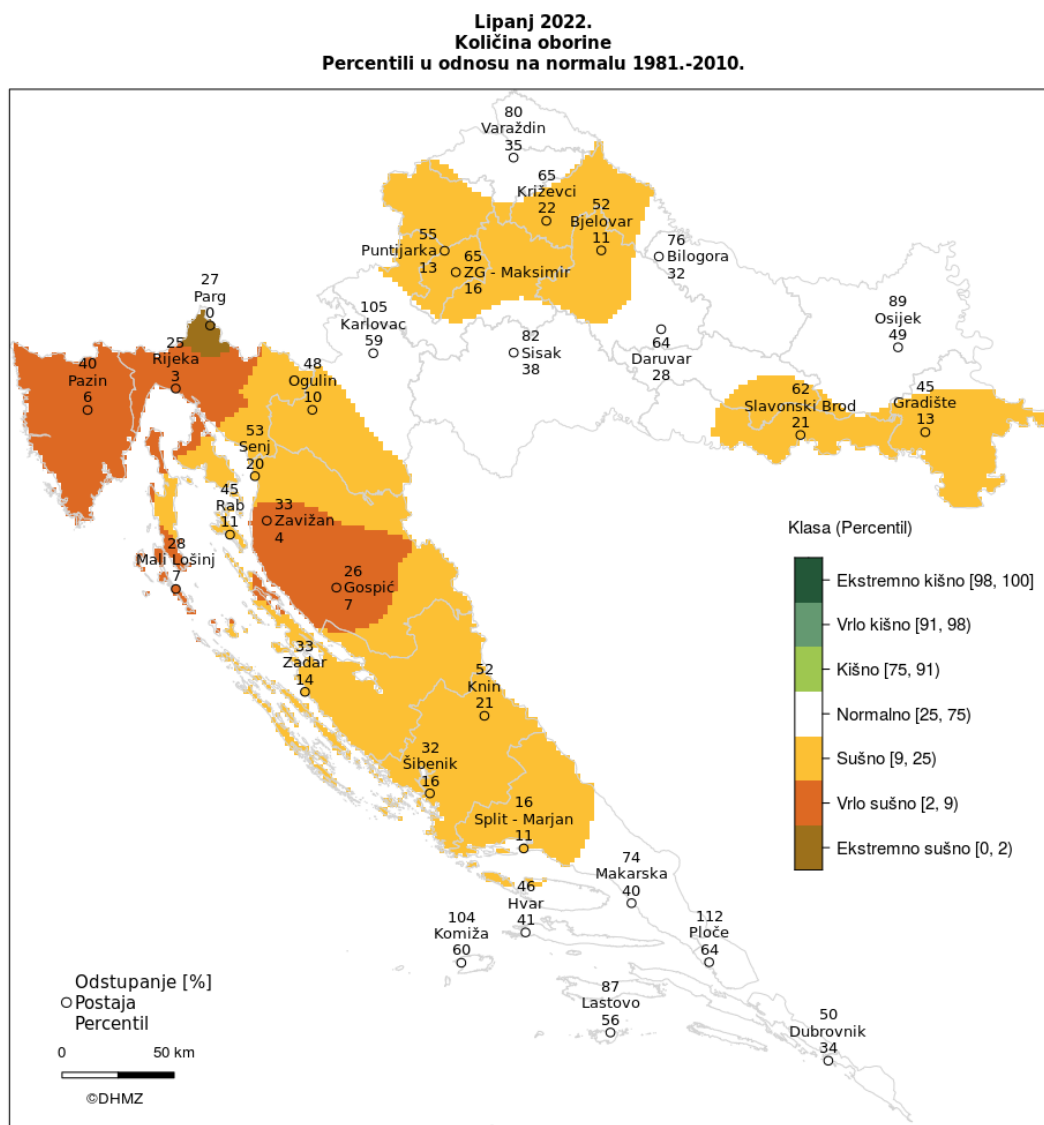 Lipanj 2022.
Količina oborine
Percentili u odnosu na normalu 1981.-2010.
80
Varaždin
35
65
Križevci
22
52
Bjelovar
11
55
Puntijarka
13
65
ZG - Maksimir
16
76
Bilogora
32
27
Parg
0
105
Karlovac
59
82
Sisak
38
64
Daruvar
28
89
Osijek
49
40
Pazin
6
25
Rijeka
3
48
Ogulin
10
62
Slavonski Brod
21
45
Gradište
13
53
Senj
20
45
Rab
11
33
Zavižan
4
28
Mali Lošinj
7
26
Gospić
7
33
Zadar
14
52
Knin
21
32
Šibenik
16
16
Split - Marjan
11
74
Makarska
40
46
Hvar
41
104
Komiža
60
112
Ploče
64
87
Lastovo
56
50
Dubrovnik
34
Klasa (Percentil)
Ekstremno kišno [98, 100]
Vrlo kišno [91, 98)
Kišno [75, 91)
Normalno [25, 75)
Sušno [9, 25)
Vrlo sušno [2, 9)
Ekstremno sušno [0, 2)
Odstupanje [%]
Postaja
Percentil
0 50 km
©DHMZ